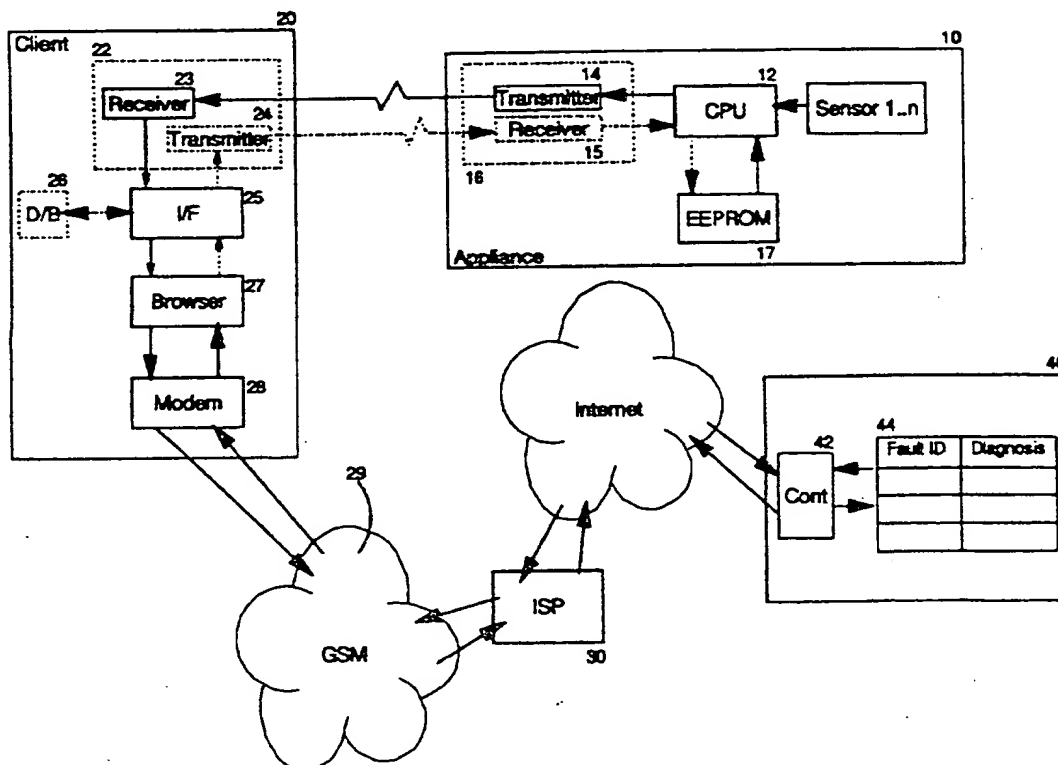 Client
20
22
23
Receiver
24
Transmitter
26
D/B
I/F
25
Browser
27
Modem
28
10
14
Transmitter
Receiver
15
16
12
CPU
Sensor 1..n
EEPROM
17
Appliance
Internet
29
GSM
ISP
30
42
Cont
44
Fault ID
Diagnosis